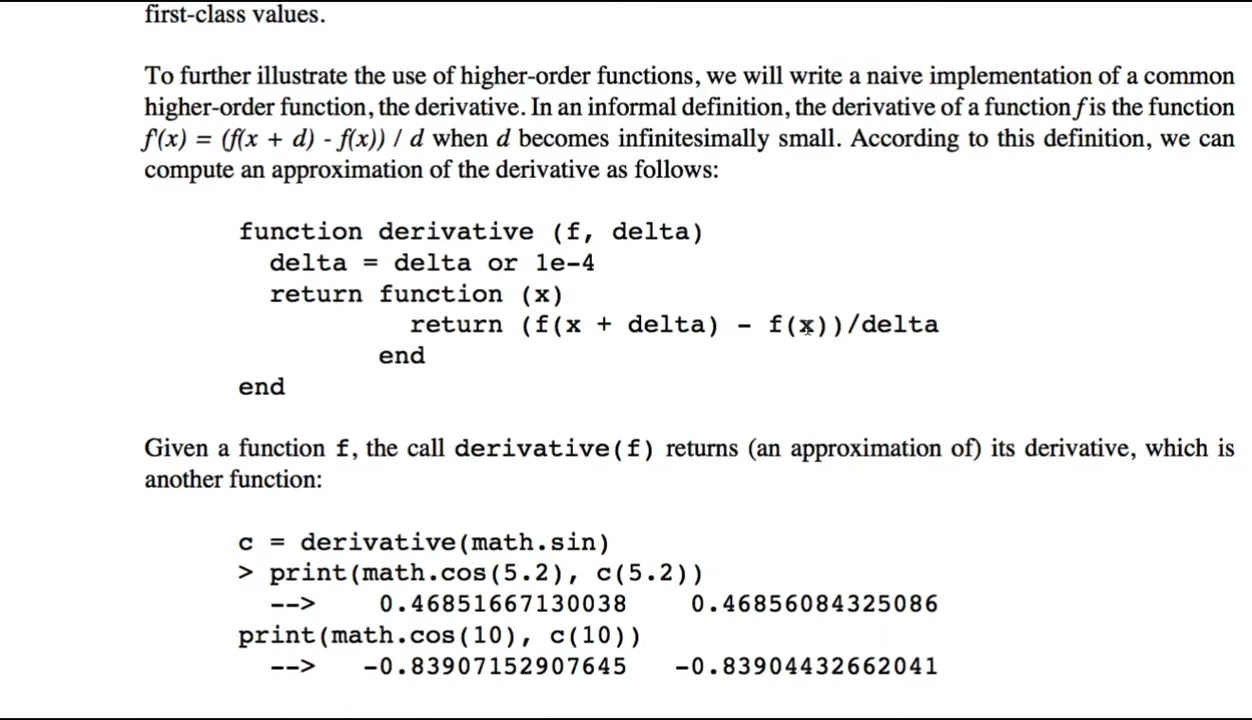 first-class values.
To further illustrate the use of higher-order functions, we will write a naive implementation of a common
higher-order function, the derivative. In an informal definition, the derivative of a function f is the function
f'(x) = (f(x + d) - f(x)) / d when d becomes infinitesimally small. According to this definition, we can
compute an approximation of the derivative as follows:
function derivative (f, delta)
delta = delta or 1e-4
return function (x)
return (f(x + delta) - f(x))/delta
end
end
Given a function f, the call derivative(f) returns (an approximation of) its derivative, which is
another function:
c = derivative(math.sin)
> print(math.cos(5.2), c(5.2))
--> 0.46851667130038 0.46856084325086
print(math.cos(10), c(10))
--> -0.83907152907645 -0.83904432662041